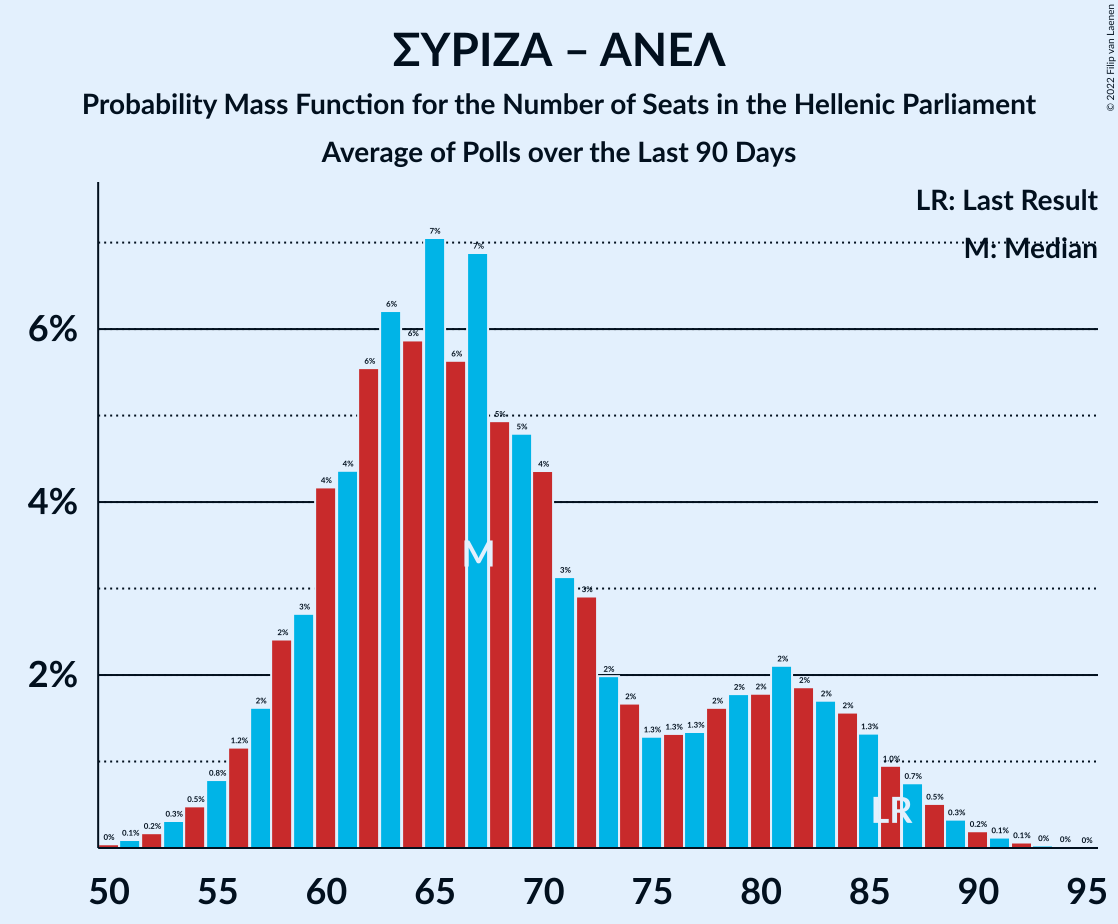 ΣΥΡΙΖΑ – ΑΝΕΛ
Probability Mass Function for the Number of Seats in the Hellenic Parliament
Average of Polls over the Last 90 Days
© 2022 Filip van Laenen
LR: Last Result
M: Median
6%
4%
2%
0% 0.1% 0.2% 0.3% 0.5% 0.8% 1.2% 2% 2% 3% 4% 4% 6% 6% 6% 7% 6% 7% 5% 5% 4% 3% 3% 2% 2% 1.3% 1.3% 1.3% 2% 2% 2% 2% 2% 2% 2% 1.3% 1.0% 0.7% 0.5% 0.3% 0.2% 0.1% 0.1% 0% 0% 0%
M
LR
50 55 60 65 70 75 80 85 90 95